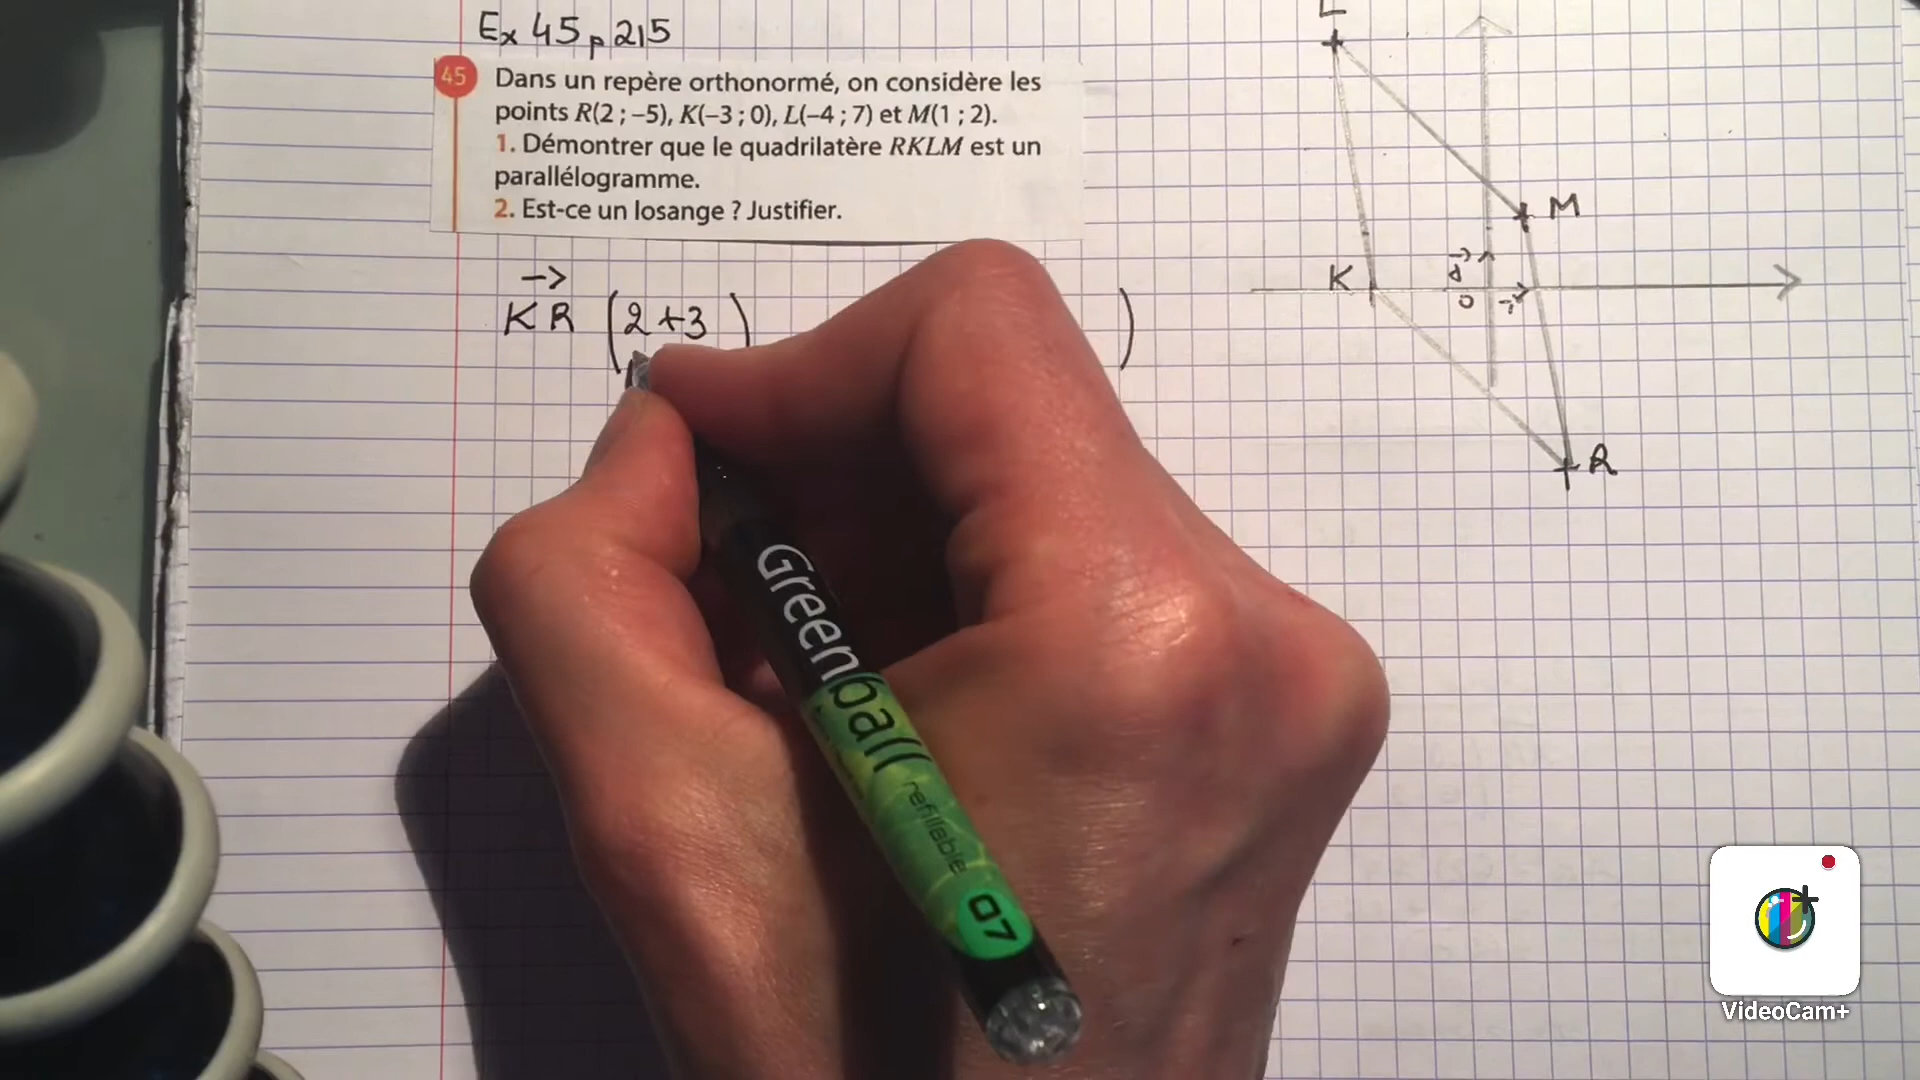 Ex 45 p 215
45 Dans un repère orthonormé, on considère les
points R(2 ; –5), K(–3 ; 0), L(–4 ; 7) et M(1 ; 2).
1. Démontrer que le quadrilatère RKLM est un
parallélogramme.
2. Est-ce un losange ? Justifier.
KR (2+3) )
L
M
K
O
R
Greenball
refillable
07
VideoCam+